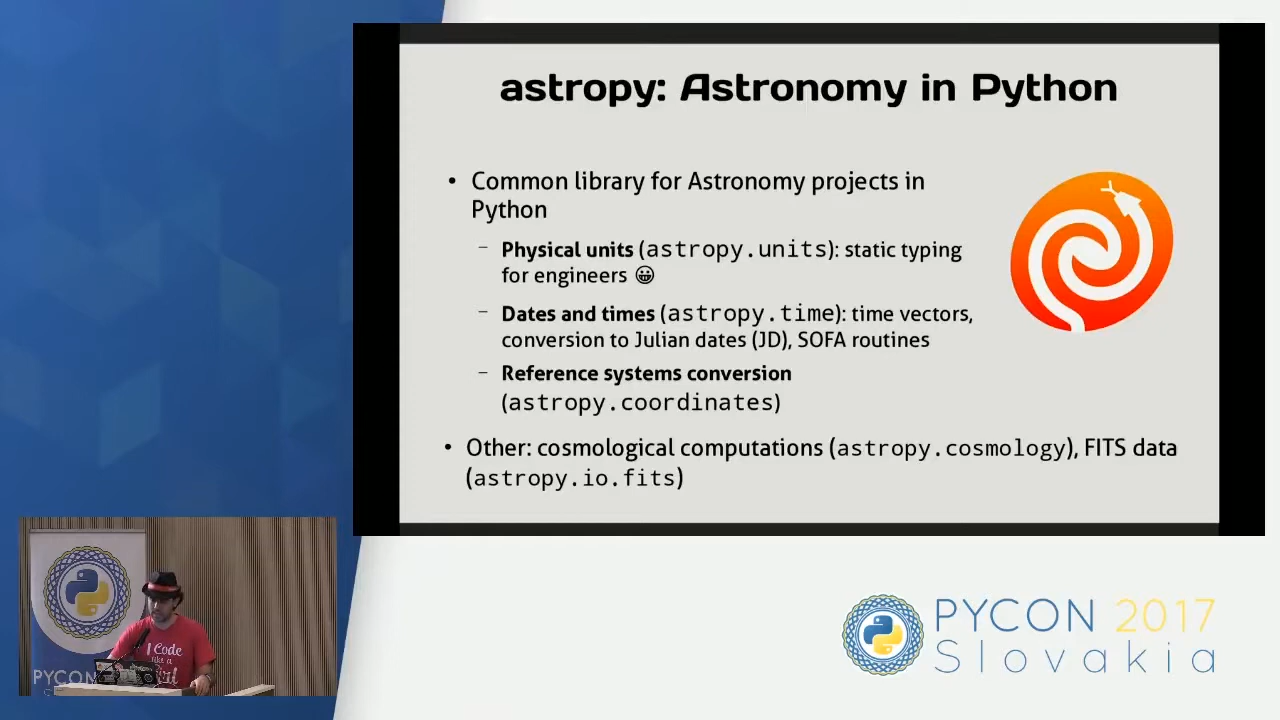 astropy: Astronomy in Python
• Common library for Astronomy projects in
Python
– Physical units (astropy.units): static typing
for engineers 😀
– Dates and times (astropy.time): time vectors,
conversion to Julian dates (JD), SOFA routines
– Reference systems conversion
(astropy.coordinates)
• Other: cosmological computations (astropy.cosmology), FITS data
(astropy.io.fits)
I Code
like a
PYCON
PYCON 2017
Slovakia